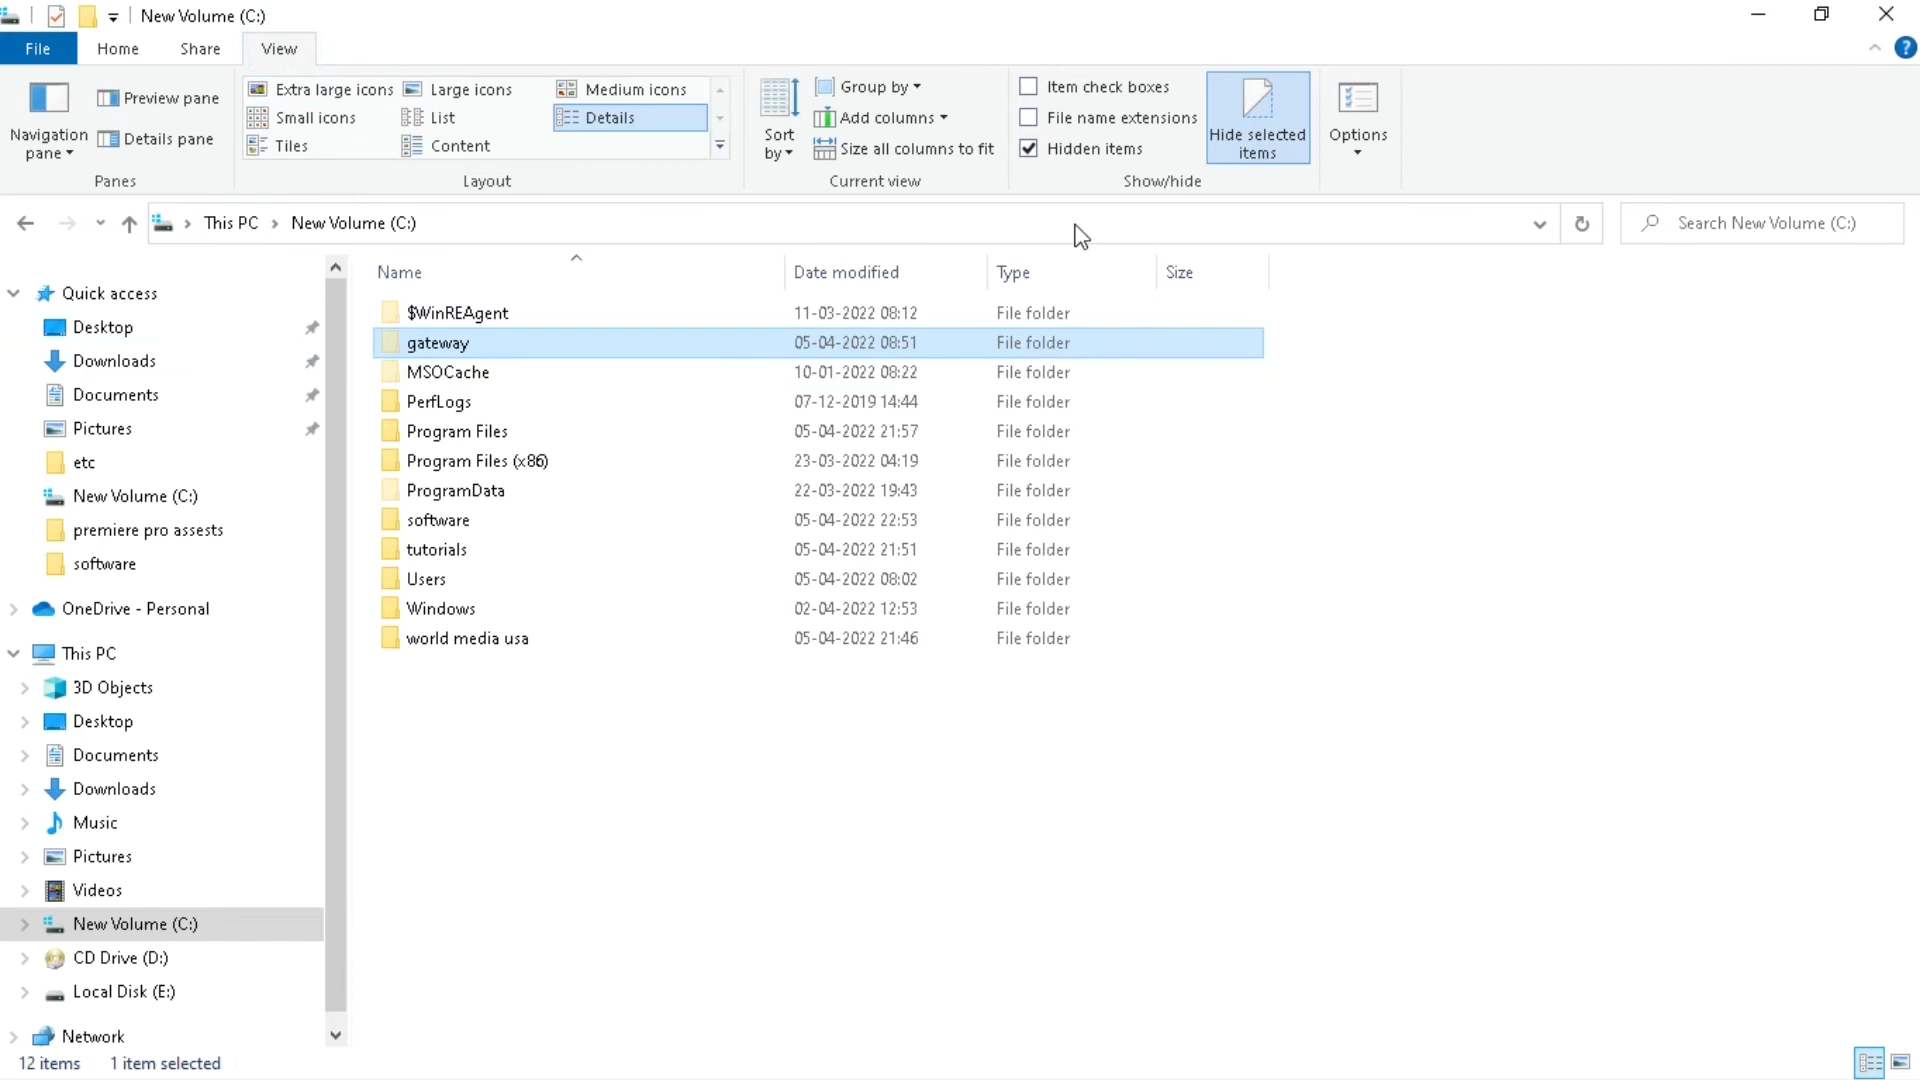 New Volume (C:)
File Home Share View
Extra large icons Large icons Medium icons
Small icons List Details
Tiles Content
Navigation pane
Preview pane
Details pane
Sort by
Group by
Add columns
Size all columns to fit
Item check boxes
File name extensions
Hidden items
Hide selected items
Options
Panes Layout Current view Show/hide
This PC New Volume (C:)
Search New Volume (C:)
Quick access
Desktop
Downloads
Documents
Pictures
etc
New Volume (C:)
premiere pro assests
software
OneDrive - Personal
This PC
3D Objects
Desktop
Documents
Downloads
Music
Pictures
Videos
New Volume (C:)
CD Drive (D:)
Local Disk (E:)
Network
Name Date modified Type Size
$WinREAgent 11-03-2022 08:12 File folder
gateway 05-04-2022 08:51 File folder
MSOCache 10-01-2022 08:22 File folder
PerfLogs 07-12-2019 14:44 File folder
Program Files 05-04-2022 21:57 File folder
Program Files (x86) 23-03-2022 04:19 File folder
ProgramData 22-03-2022 19:43 File folder
software 05-04-2022 22:53 File folder
tutorials 05-04-2022 21:51 File folder
Users 05-04-2022 08:02 File folder
Windows 02-04-2022 12:53 File folder
world media usa 05-04-2022 21:46 File folder
12 items 1 item selected